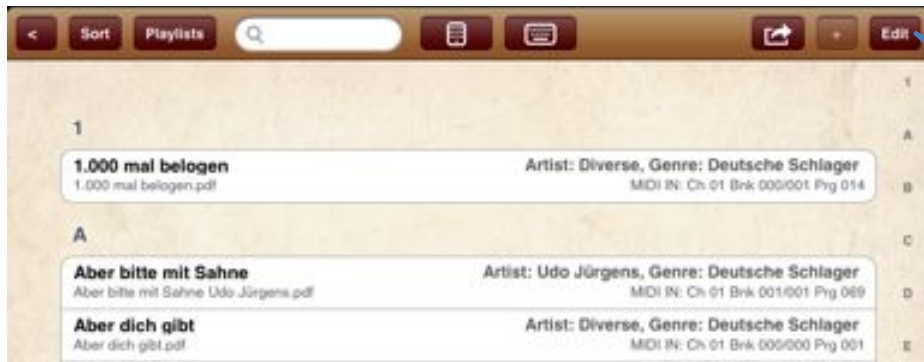 < Sort Playlists + Edit
1
1
A
1.000 mal belogen Artist: Diverse, Genre: Deutsche Schlager
1.000 mal belogen.pdf MIDI IN: Ch 01 Bnk 000/001 Prg 014
B
A
C
Aber bitte mit Sahne Artist: Udo Jürgens, Genre: Deutsche Schlager
Aber bitte mit Sahne Udo Jürgens.pdf MIDI IN: Ch 01 Bnk 001/001 Prg 069
D
Aber dich gibt Artist: Diverse, Genre: Deutsche Schlager
Aber dich gibt.pdf MIDI IN: Ch 01 Bnk 000/000 Prg 001
E